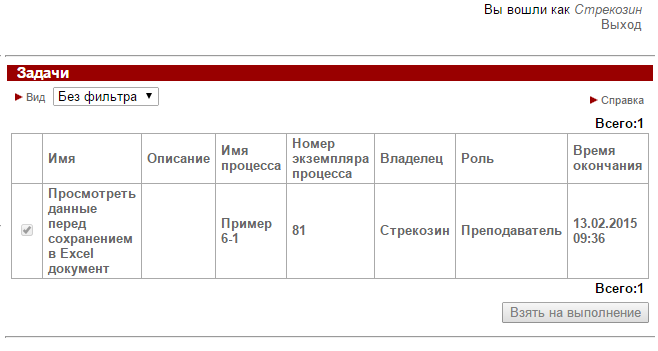 Вы вошли как Стрекозин
Выход
Задачи
Вид Без фильтра
Справка
Всего:1
Имя Описание Имя процесса Номер экземпляра процесса Владелец Роль Время окончания
Просмотреть данные перед сохранением в Excel документ Пример 6-1 81 Стрекозин Преподаватель 13.02.2015 09:36
Всего:1
Взять на выполнение